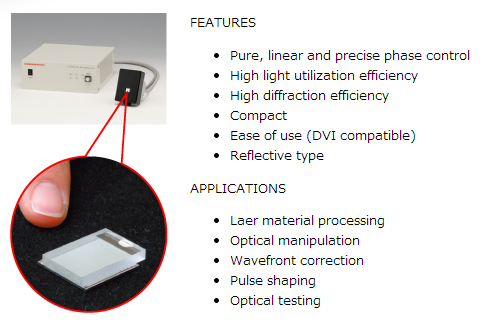 FEATURES
Pure, linear and precise phase control
High light utilization efficiency
High diffraction efficiency
Compact
Ease of use (DVI compatible)
Reflective type
APPLICATIONS
Laer material processing
Optical manipulation
Wavefront correction
Pulse shaping
Optical testing